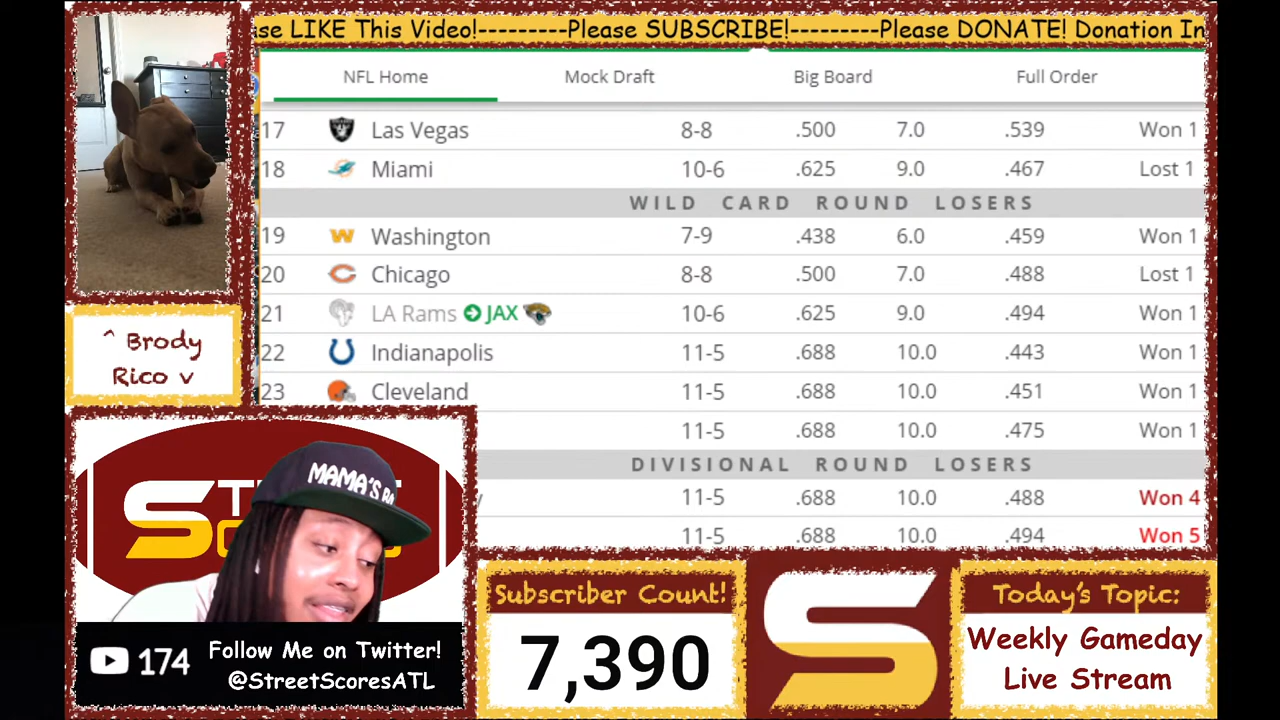 se LIKE This Video!---------Please SUBSCRIBE!---------Please DONATE! Donation In
NFL Home Mock Draft Big Board Full Order
17 Las Vegas 8-8 .500 7.0 .539 Won 1
18 Miami 10-6 .625 9.0 .467 Lost 1
WILD CARD ROUND LOSERS
19 Washington 7-9 .438 6.0 .459 Won 1
20 Chicago 8-8 .500 7.0 .488 Lost 1
21 LA Rams JAX 10-6 .625 9.0 .494 Won 1
22 Indianapolis 11-5 .688 10.0 .443 Won 1
23 Cleveland 11-5 .688 10.0 .451 Won 1
11-5 .688 10.0 .475 Won 1
DIVISIONAL ROUND LOSERS
11-5 .688 10.0 .488 Won 4
11-5 .688 10.0 .494 Won 5
^ Brody
Rico v
MAMA'S
174
Follow Me on Twitter!
@StreetScoresATL
Subscriber Count!
7,390
S
Today's Topic:
Weekly Gameday
Live Stream